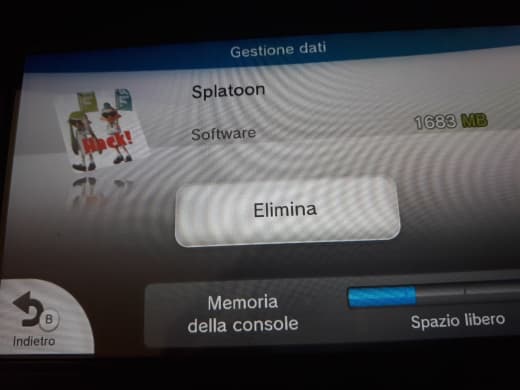 Gestione dati
Splatoon
Software
1683 MB
Hack!
Elimina
Memoria
della console
Spazio libero
B
Indietro